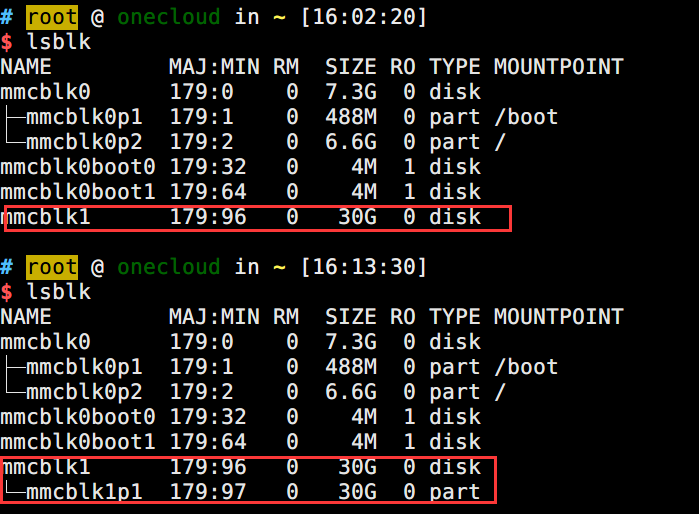 # root @ onecloud in ~ [16:02:20]
$ lsblk
NAME         MAJ:MIN RM  SIZE RO TYPE MOUNTPOINT
mmcblk0      179:0    0  7.3G  0 disk
├─mmcblk0p1  179:1    0  488M  0 part /boot
└─mmcblk0p2  179:2    0  6.6G  0 part /
mmcblk0boot0 179:32   0    4M  1 disk
mmcblk0boot1 179:64   0    4M  1 disk
mmcblk1      179:96   0   30G  0 disk
# root @ onecloud in ~ [16:13:30]
$ lsblk
NAME         MAJ:MIN RM  SIZE RO TYPE MOUNTPOINT
mmcblk0      179:0    0  7.3G  0 disk
├─mmcblk0p1  179:1    0  488M  0 part /boot
└─mmcblk0p2  179:2    0  6.6G  0 part /
mmcblk0boot0 179:32   0    4M  1 disk
mmcblk0boot1 179:64   0    4M  1 disk
mmcblk1      179:96   0   30G  0 disk
└─mmcblk1p1  179:97   0   30G  0 part